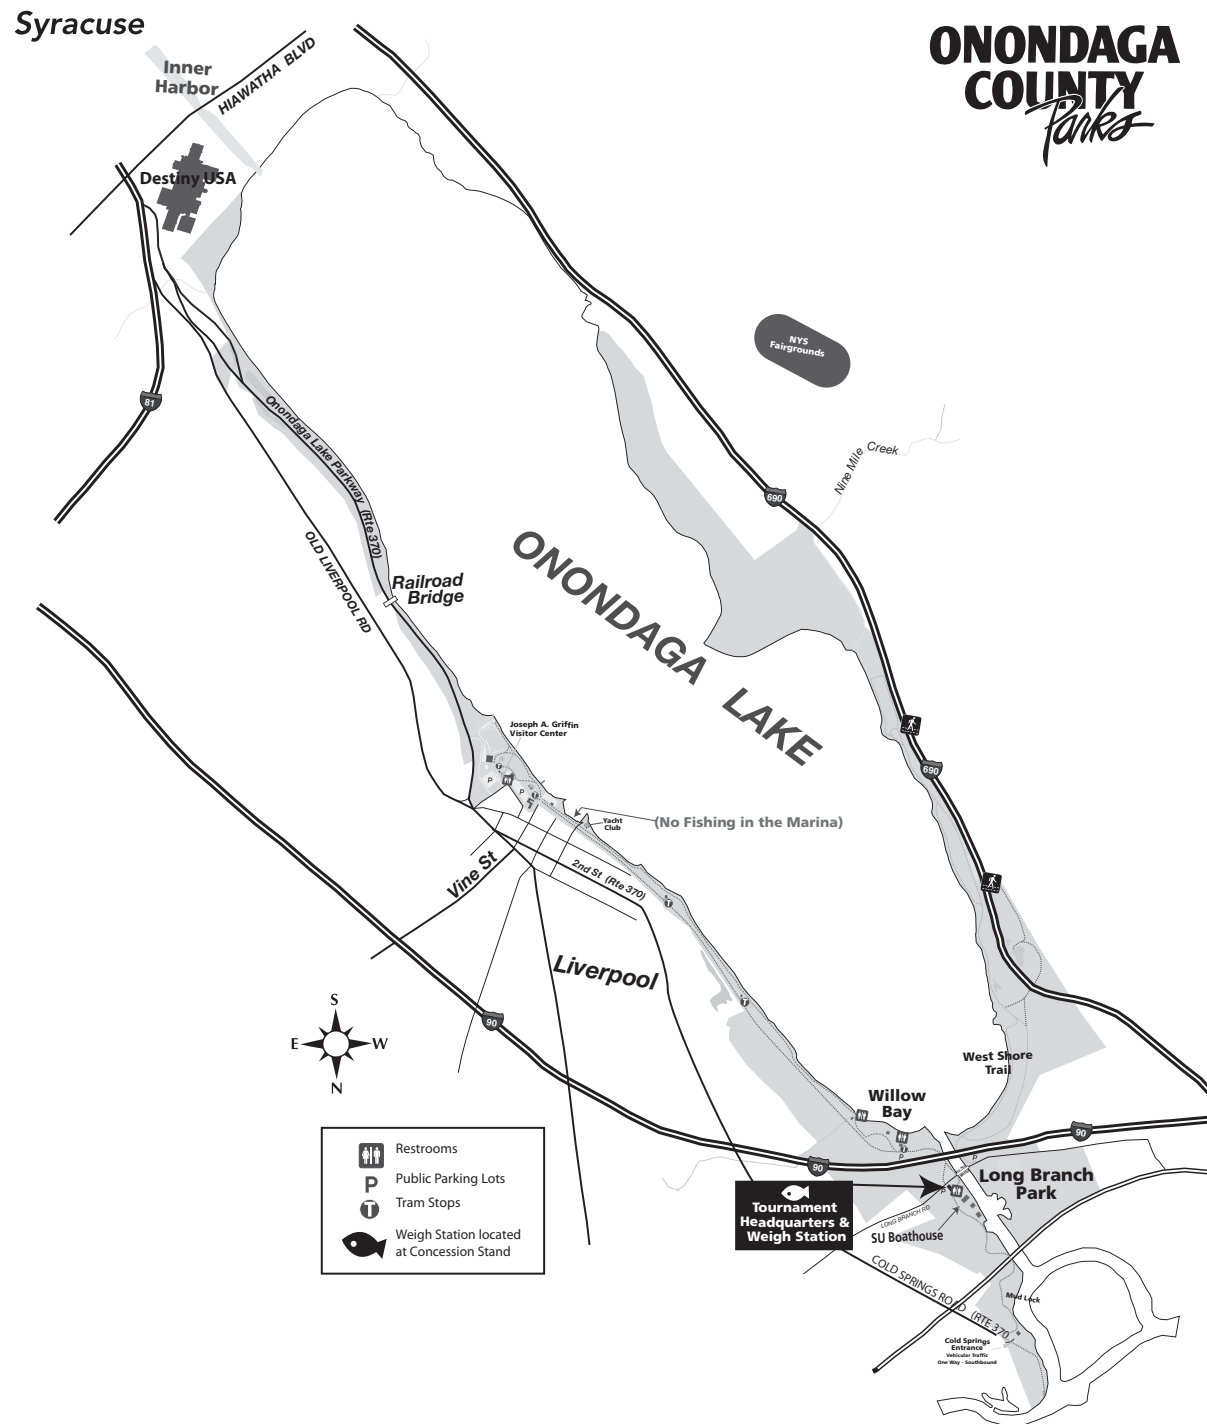 Syracuse
ONONDAGA
COUNTY
Parks
Inner
Harbor
HIAWATHA BLVD
Destiny USA
NYS
Fairgrounds
81
Onondaga Lake Parkway (Rte 370)
Nine Mile Creek
690
OLD LIVERPOOL RD
ONONDAGA LAKE
Railroad
Bridge
Joseph A. Griffin
Visitor Center
690
T
P
P
T
Yacht
Club
(No Fishing in the Marina)
Vine St
2nd St (Rte 370)
T
Liverpool
T
S
E
W
N
90
West Shore
Trail
Willow
Bay
T
P
90
90
P
Long Branch
Park
P
Tournament
Headquarters &
Weigh Station
LONG BRANCH RD
SU Boathouse
COLD SPRINGS ROAD (RTE 370)
Mud Lock
Cold Springs
Entrance
Vehicular Traffic
One Way - Southbound
Restrooms
P
Public Parking Lots
T
Tram Stops
Weigh Station located
at Concession Stand